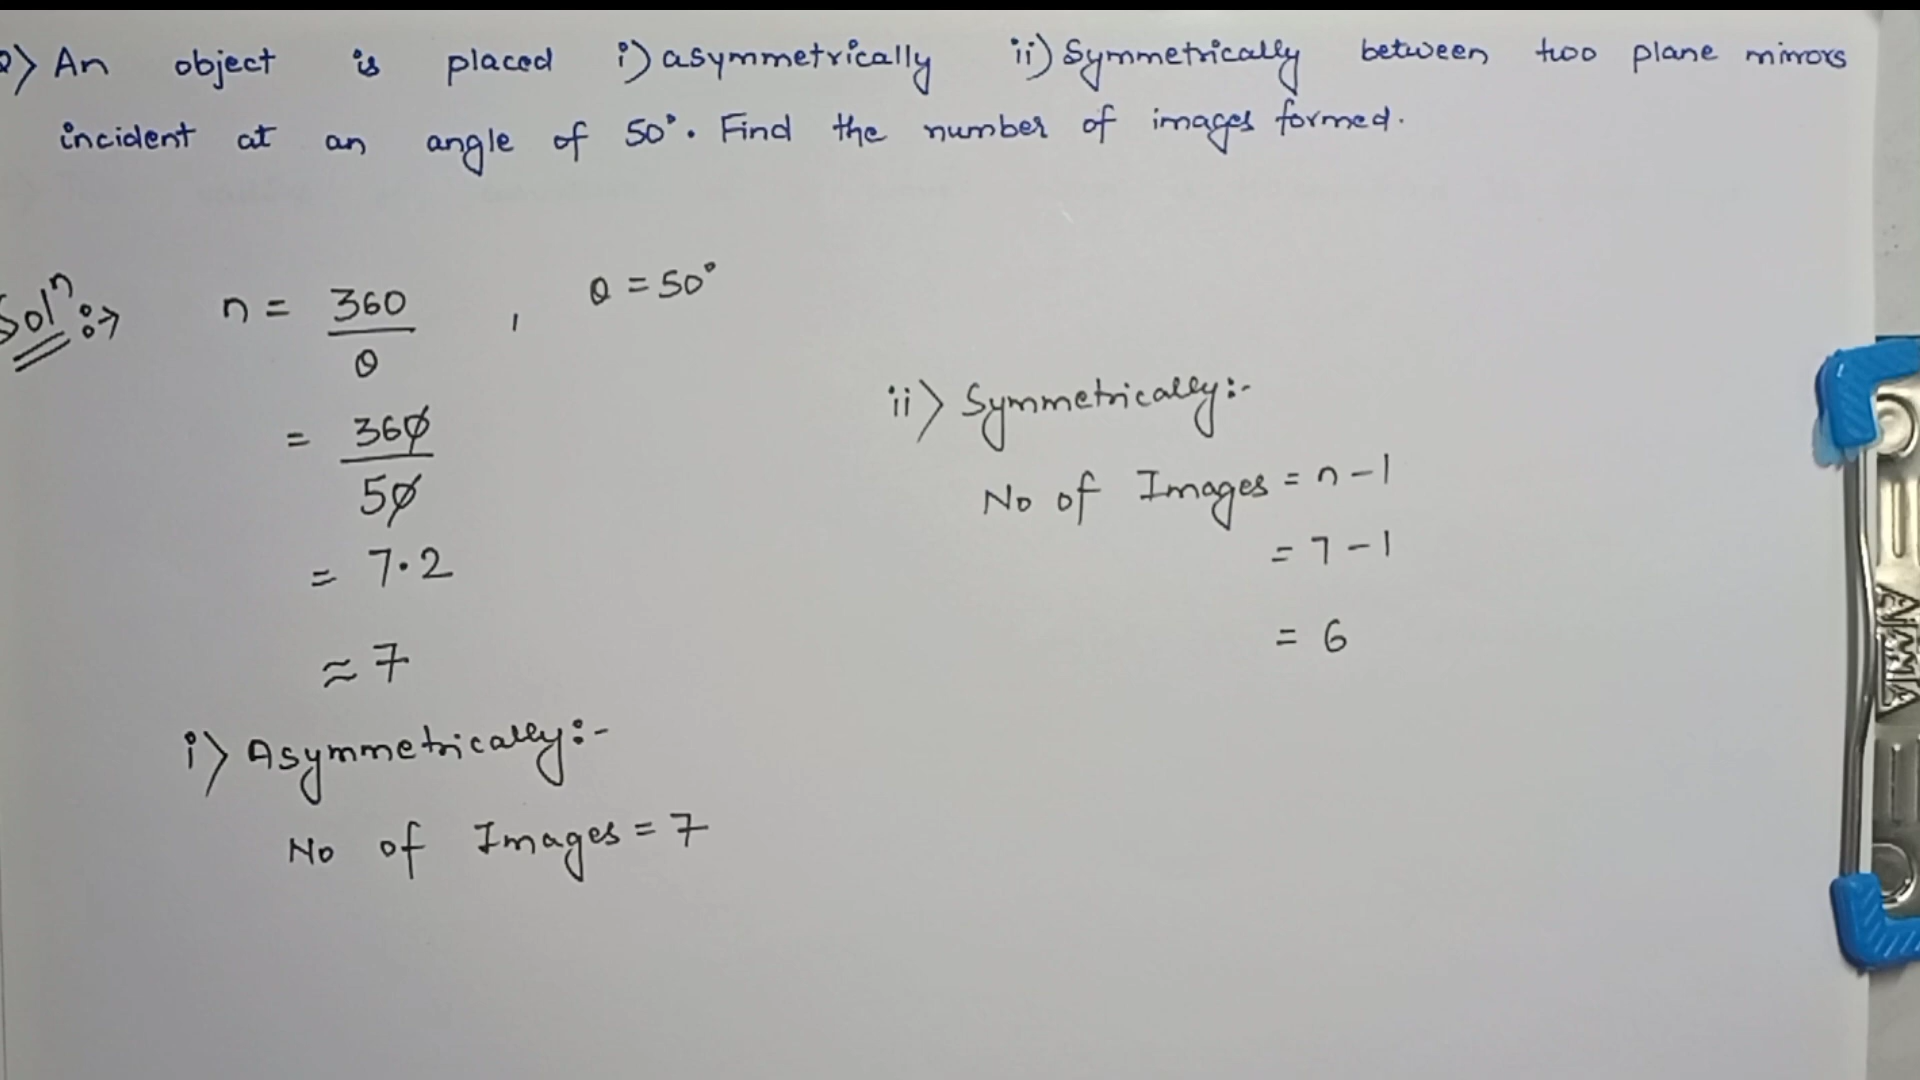 Q) An object is placed i) asymmetrically ii) Symmetrically between two plane mirrors
incident at an angle of 50°. Find the number of images formed.
Solⁿ:→ n = 360/θ , θ = 50°
= 360/50
= 7.2
≈ 7
i) Asymmetrically:-
No of Images = 7
ii) Symmetrically:-
No of Images = n - 1
= 7 - 1
= 6
AJANTA